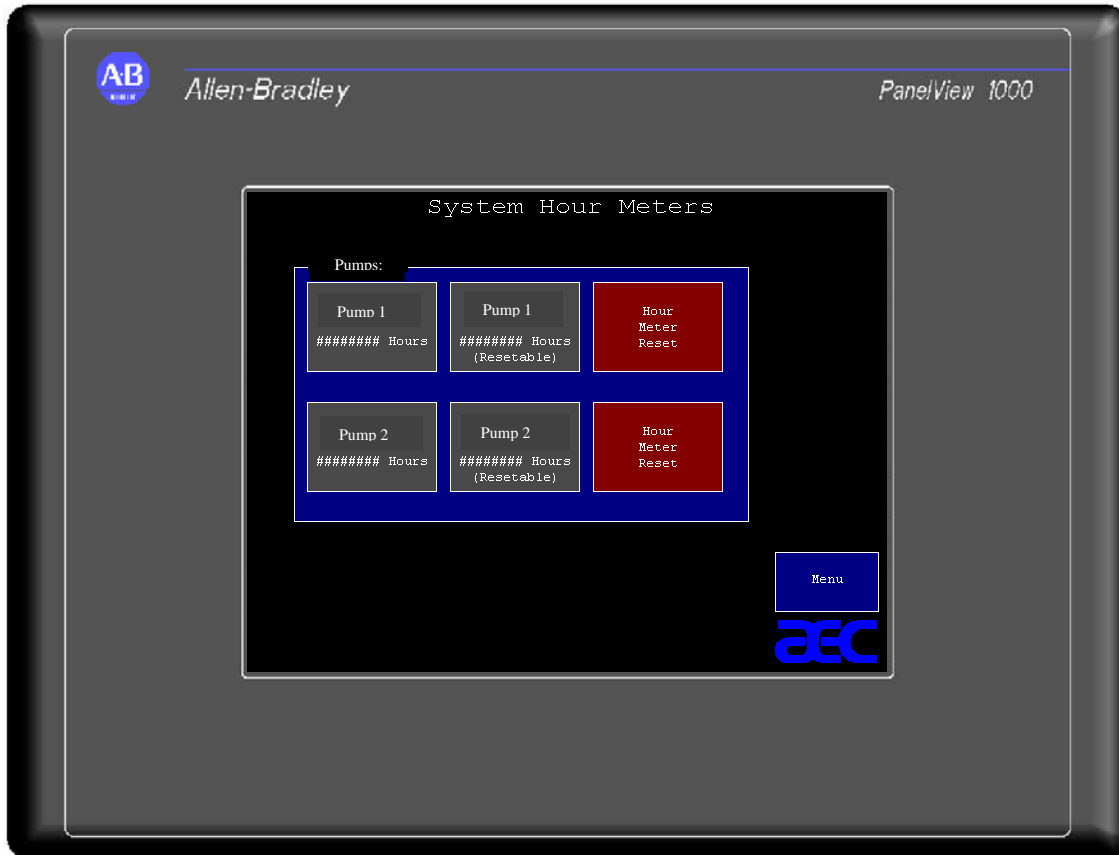 A·B
Allen-Bradley
PanelView 1000
System Hour Meters
Pumps:
Pump 1
######## Hours
Pump 1
######## Hours
(Resetable)
Hour
Meter
Reset
Pump 2
######## Hours
Pump 2
######## Hours
(Resetable)
Hour
Meter
Reset
Menu
AEC